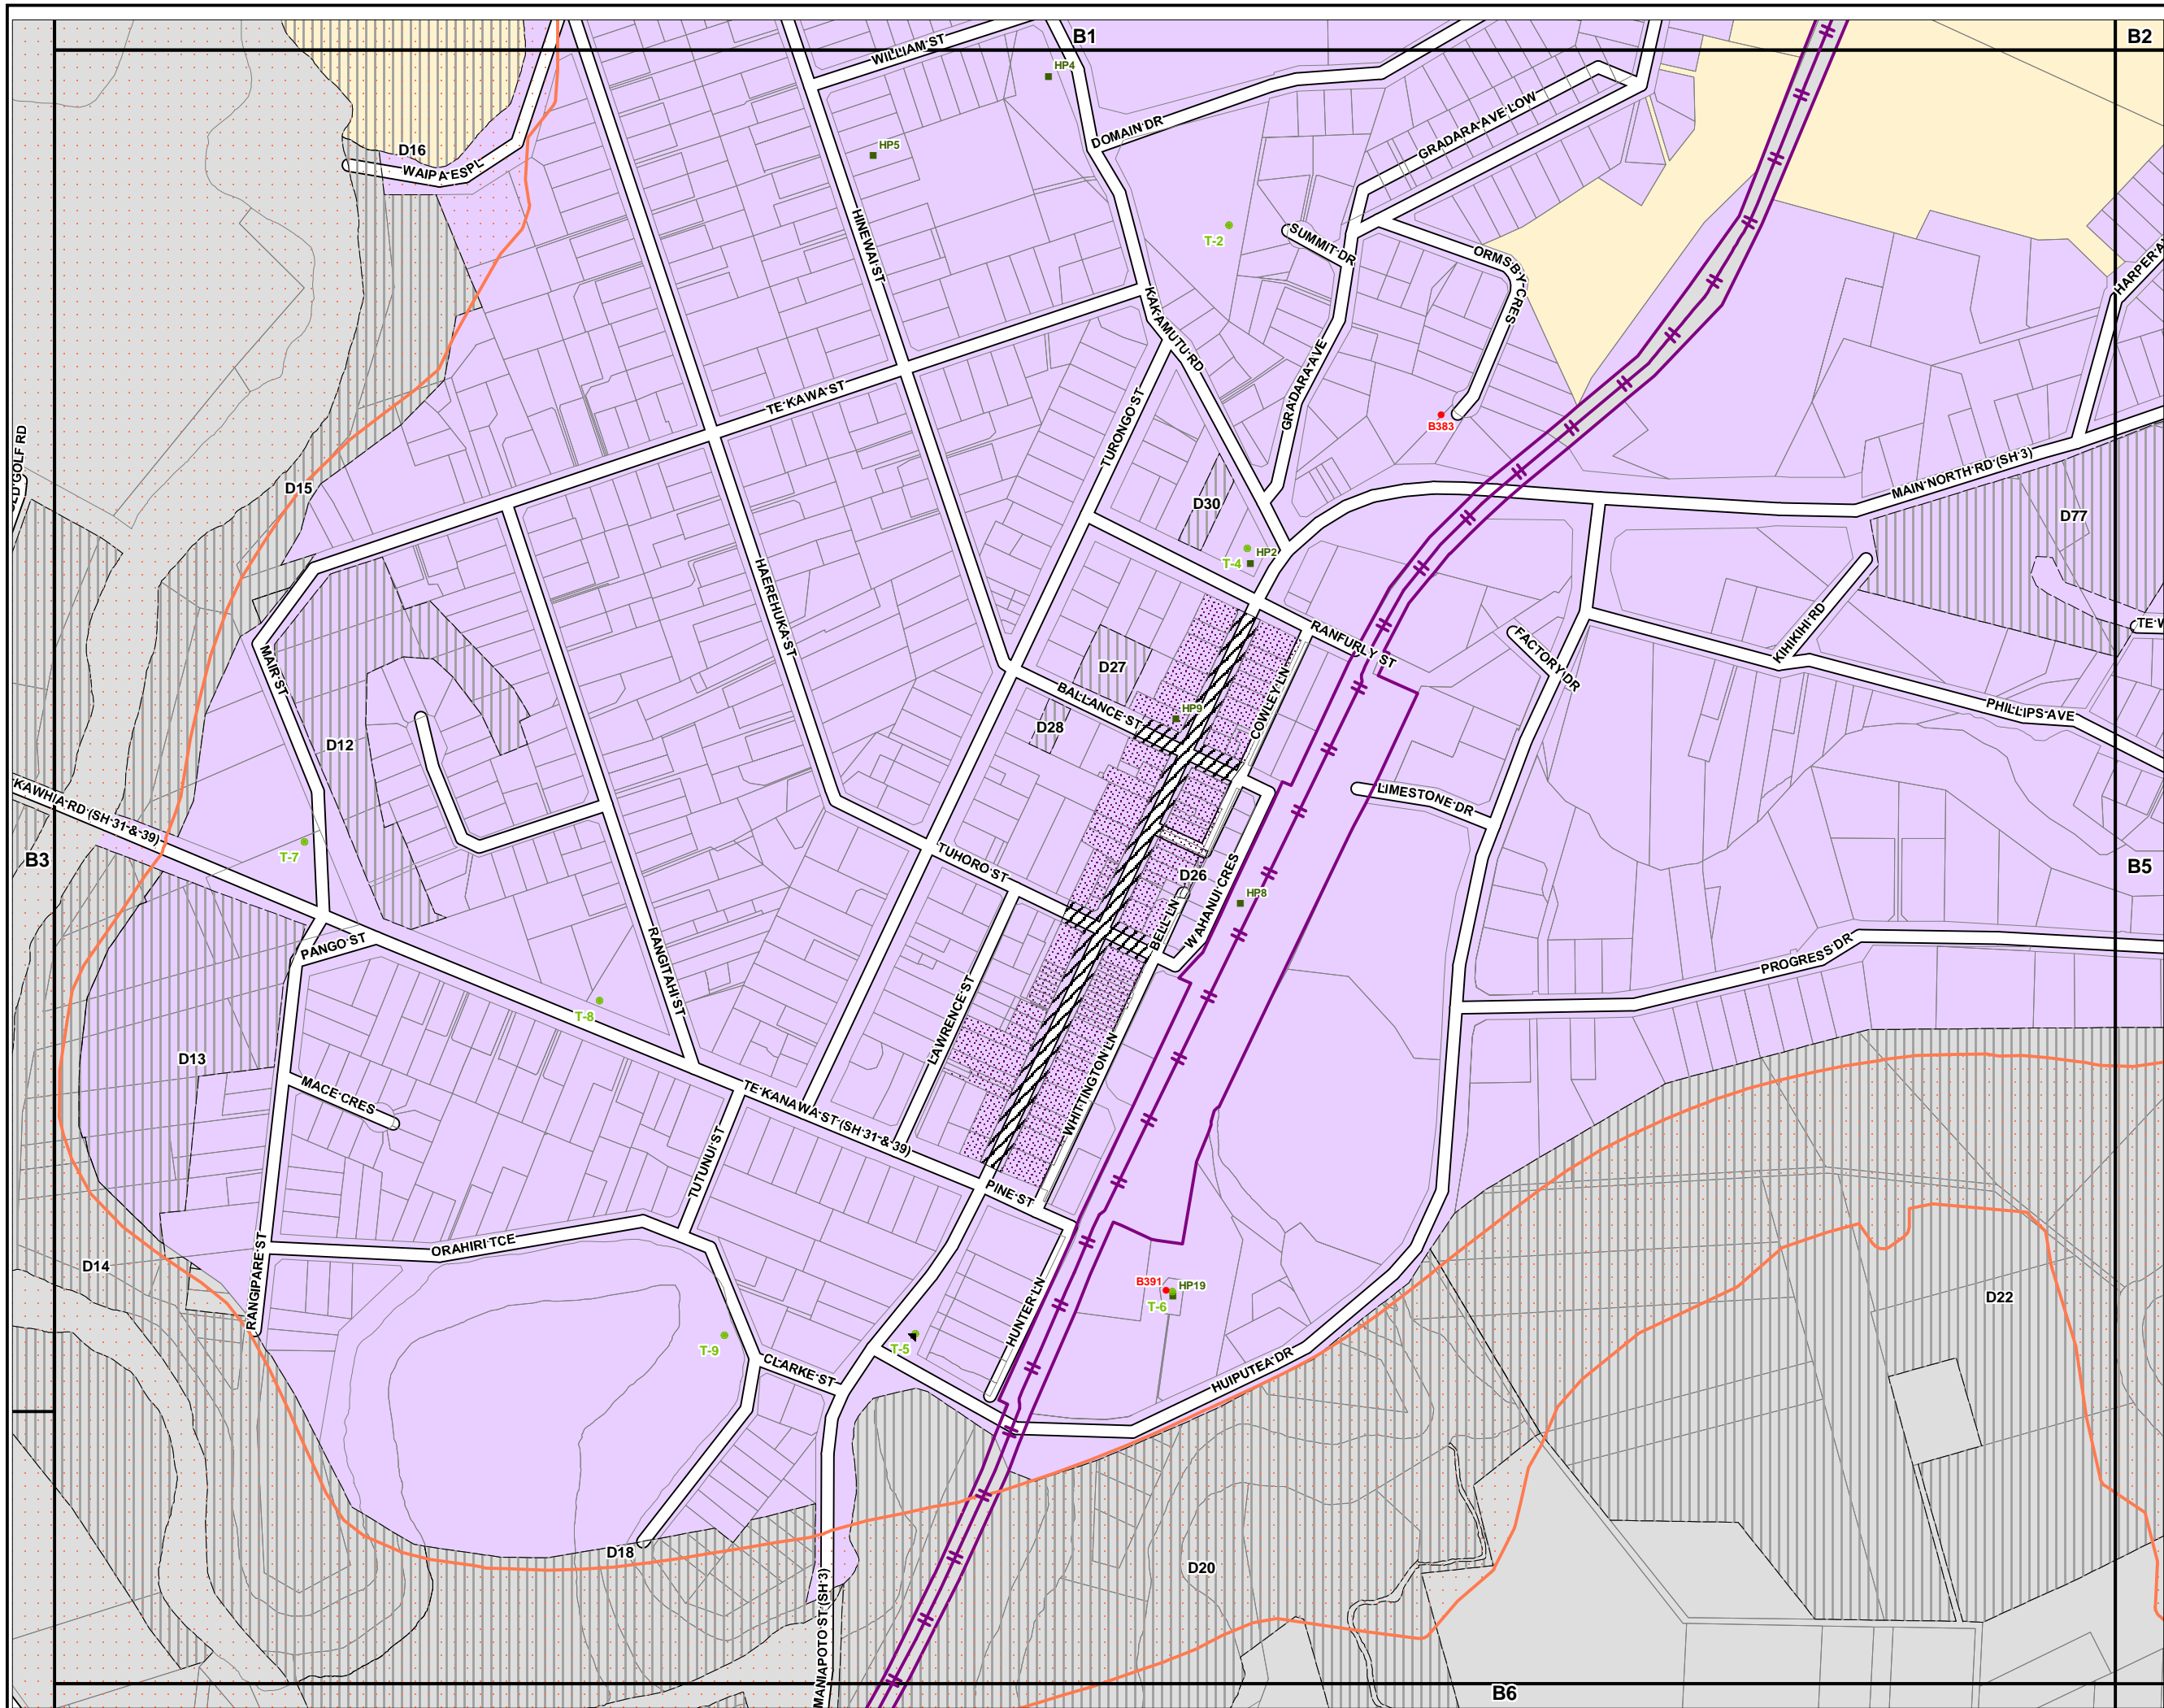 B1
B2
WILLIAM ST
HP4
DOMAIN DR
GRADARA AVE LOW
HP5
D16
WAIPA ESPL
HINEWAI ST
T-2
SUMMIT DR
ORMSBY CRES
HARPER AV
KAKAMUTU RD
TE KAWA ST
GRADARA AVE
TURONGO ST
B383
OLD GOLF RD
MAIN NORTH RD (SH 3)
D15
D30
D77
HP2
T-4
HAEREHUKA ST
RANFURLY ST
FACTORY DR
KIHIKIHI RD
TE W
MAIR ST
D27
BALLANCE ST
COWLEY LN
HP9
D28
PHILLIPS AVE
D12
LIMESTONE DR
KAWHIA RD (SH 31 & 39)
T-7
B3
TUHORO ST
D26
B5
HP8
BELL LN
WAHANUI CRES
PANGO ST
RANGITAHI ST
PROGRESS DR
T-8
LAWRENCE ST
D13
WHITTINGTON LN
MACE CRES
TE KANAWA ST (SH 31 & 39)
TUTUNUI ST
PINE ST
ORAHIRI TCE
RANGIPARE ST
D14
B391
HP19
T-6
D22
HUNTER LN
T-9
T-5
CLARKE ST
HUIPUTEA DR
D18
D20
MANIAPOTO ST (SH 3)
B6